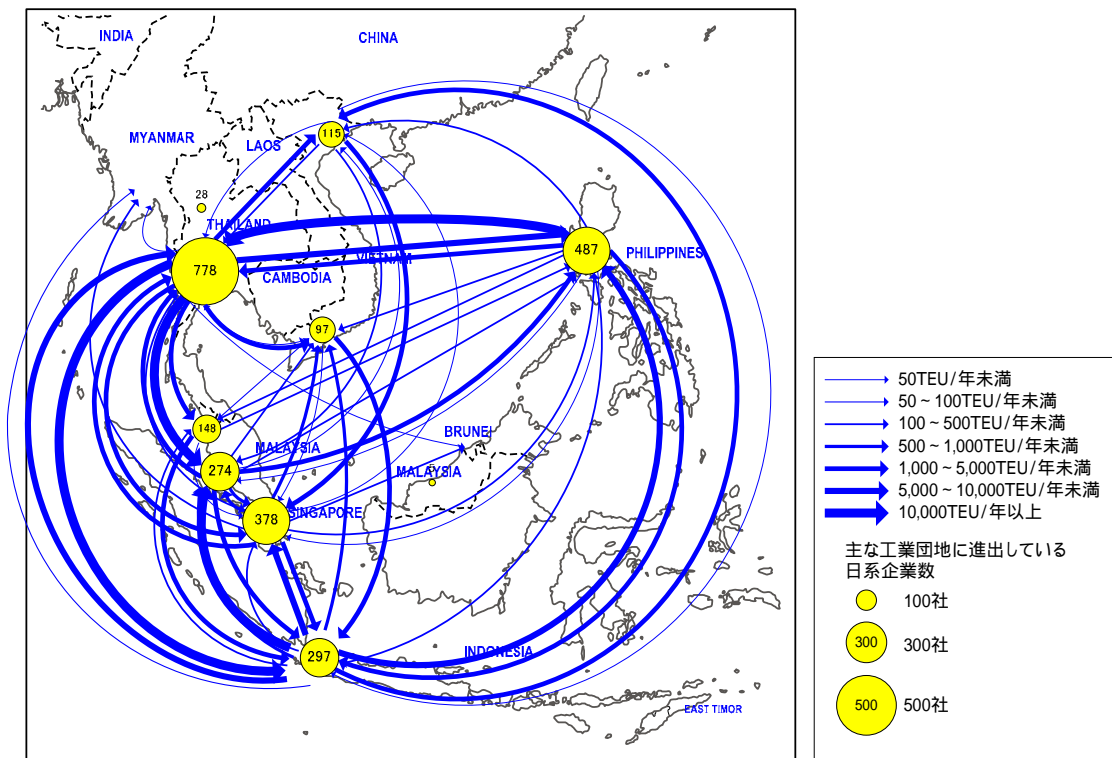 INDIA
CHINA
MYANMAR
LAOS
115
28
THAILAND
778
CAMBODIA
VIETNAM
487
PHILIPPINES
97
148
MALAYSIA
274
BRUNEI
MALAYSIA
378
SINGAPORE
297
INDONESIA
EAST TIMOR
50TEU/年未満
50~100TEU/年未満
100~500TEU/年未満
500~1,000TEU/年未満
1,000~5,000TEU/年未満
5,000~10,000TEU/年未満
10,000TEU/年以上
主な工業団地に進出している
日系企業数
100社
300 300社
500 500社